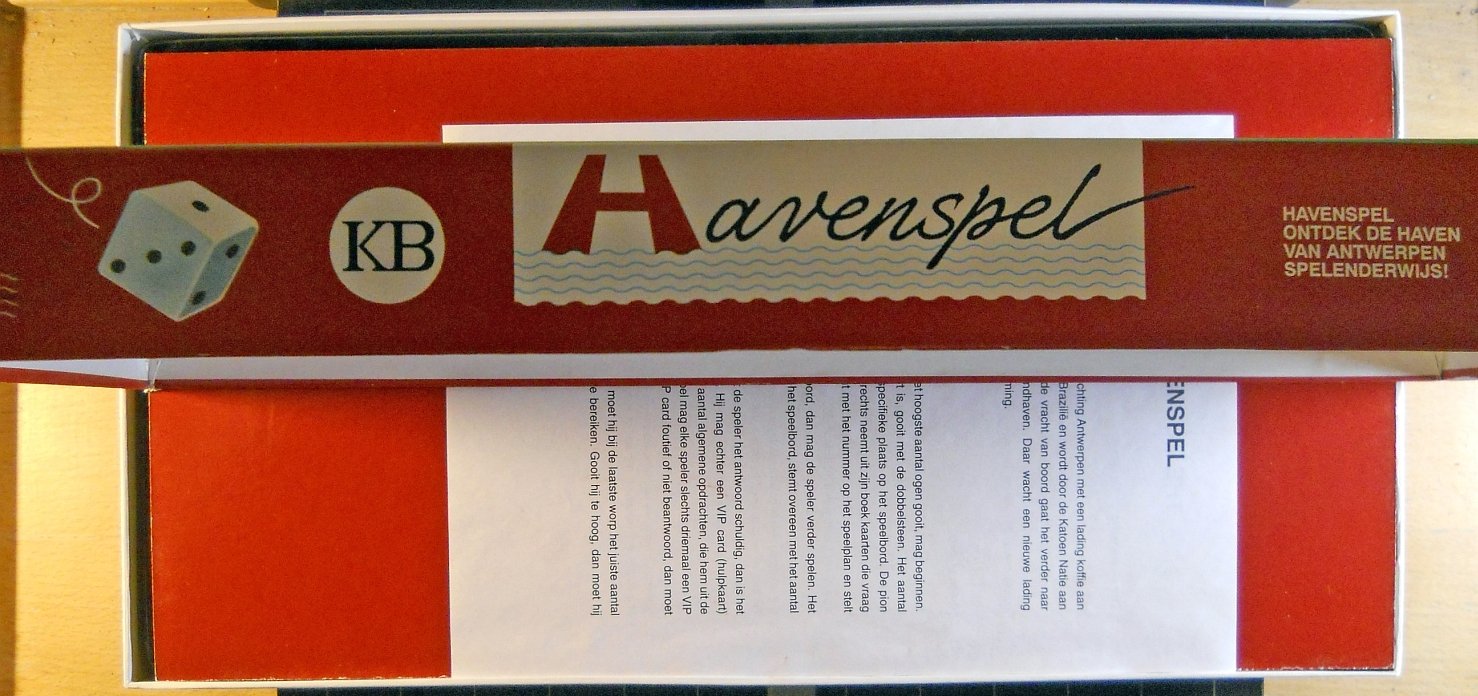 KB
Havenspel
HAVENSPEL
ONTDEK DE HAVEN
VAN ANTWERPEN
SPELENDERWIJS!
ENSPEL
chting Antwerpen met een lading koffie aan
Brazilië en wordt door de Katoen Natie aan
de vracht van boord gaat het verder naar
ndhaven. Daar wacht een nieuwe lading
ming.
et hoogste aantal ogen gooit, mag beginnen.
t is, gooit met de dobbelsteen. Het aantal
pecifieke plaats op het speelbord. De pion
rechts neemt uit zijn boek kaarten die vraag
t met het nummer op het speelplan en stelt
oord, dan mag de speler verder spelen. Het
het speelbord, stemt overeen met het aantal
de speler het antwoord schuldig, dan is het
Hij mag echter een VIP card (hulpkaart)
aantal algemene opdrachten, die hem uit de
pel mag elke speler slechts driemaal een VIP
P card foutief of niet beantwoord, dan moet
moet hij bij de laatste worp het juiste aantal
e bereiken. Gooit hij te hoog, dan moet hij